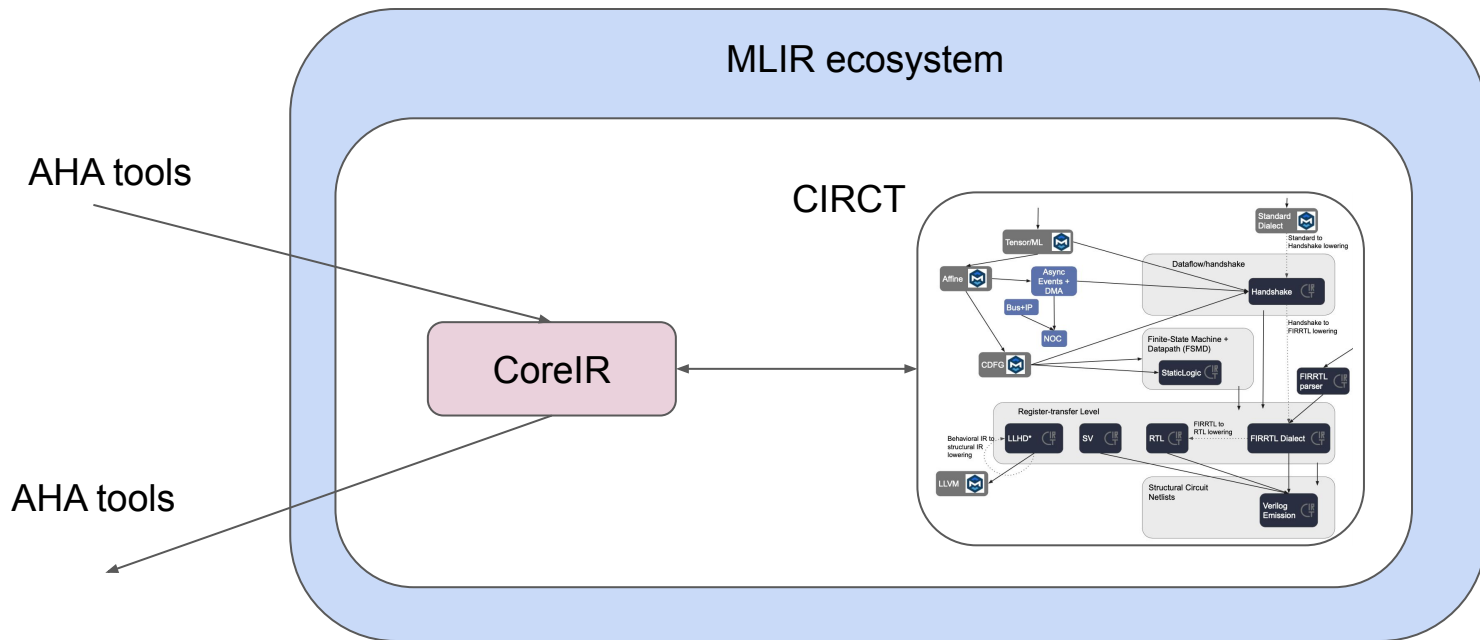 MLIR ecosystem
AHA tools
CIRCT
Standard
Dialect
Tensor/ML
Standard to
Handshake lowering
Dataflow/handshake
Affine
Async
Events +
DMA
Handshake
Bus+IP
NOC
Handshake to
FIRRTL lowering
Finite-State Machine +
Datapath (FSMD)
CDFG
StaticLogic
FIRRTL
parser
CoreIR
Register-transfer Level
Behavioral IR to
structural IR
lowering
LLHD*
SV
RTL
FIRRTL to
RTL lowering
FIRRTL Dialect
LLVM
Structural Circuit
Netlists
Verilog
Emission
AHA tools